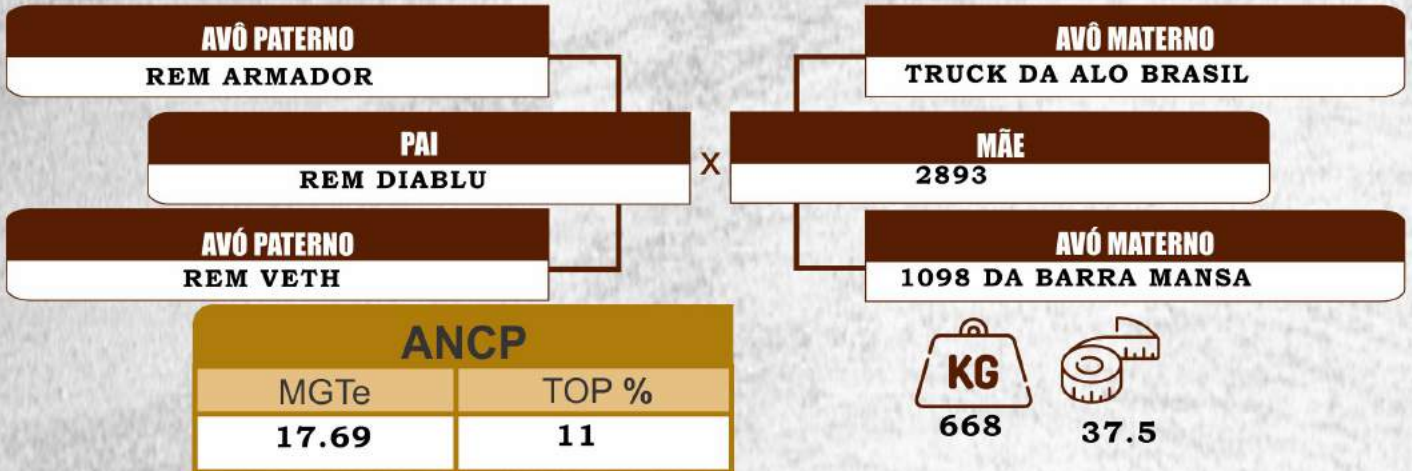 AVÔ PATERNO
REM ARMADOR
AVÔ MATERNO
TRUCK DA ALO BRASIL
PAI
REM DIABLU
X
MÃE
2893
AVÓ PATERNO
REM VETH
AVÓ MATERNO
1098 DA BARRA MANSA
ANCP
MGTe TOP %
17.69 11
KG
668
37.5